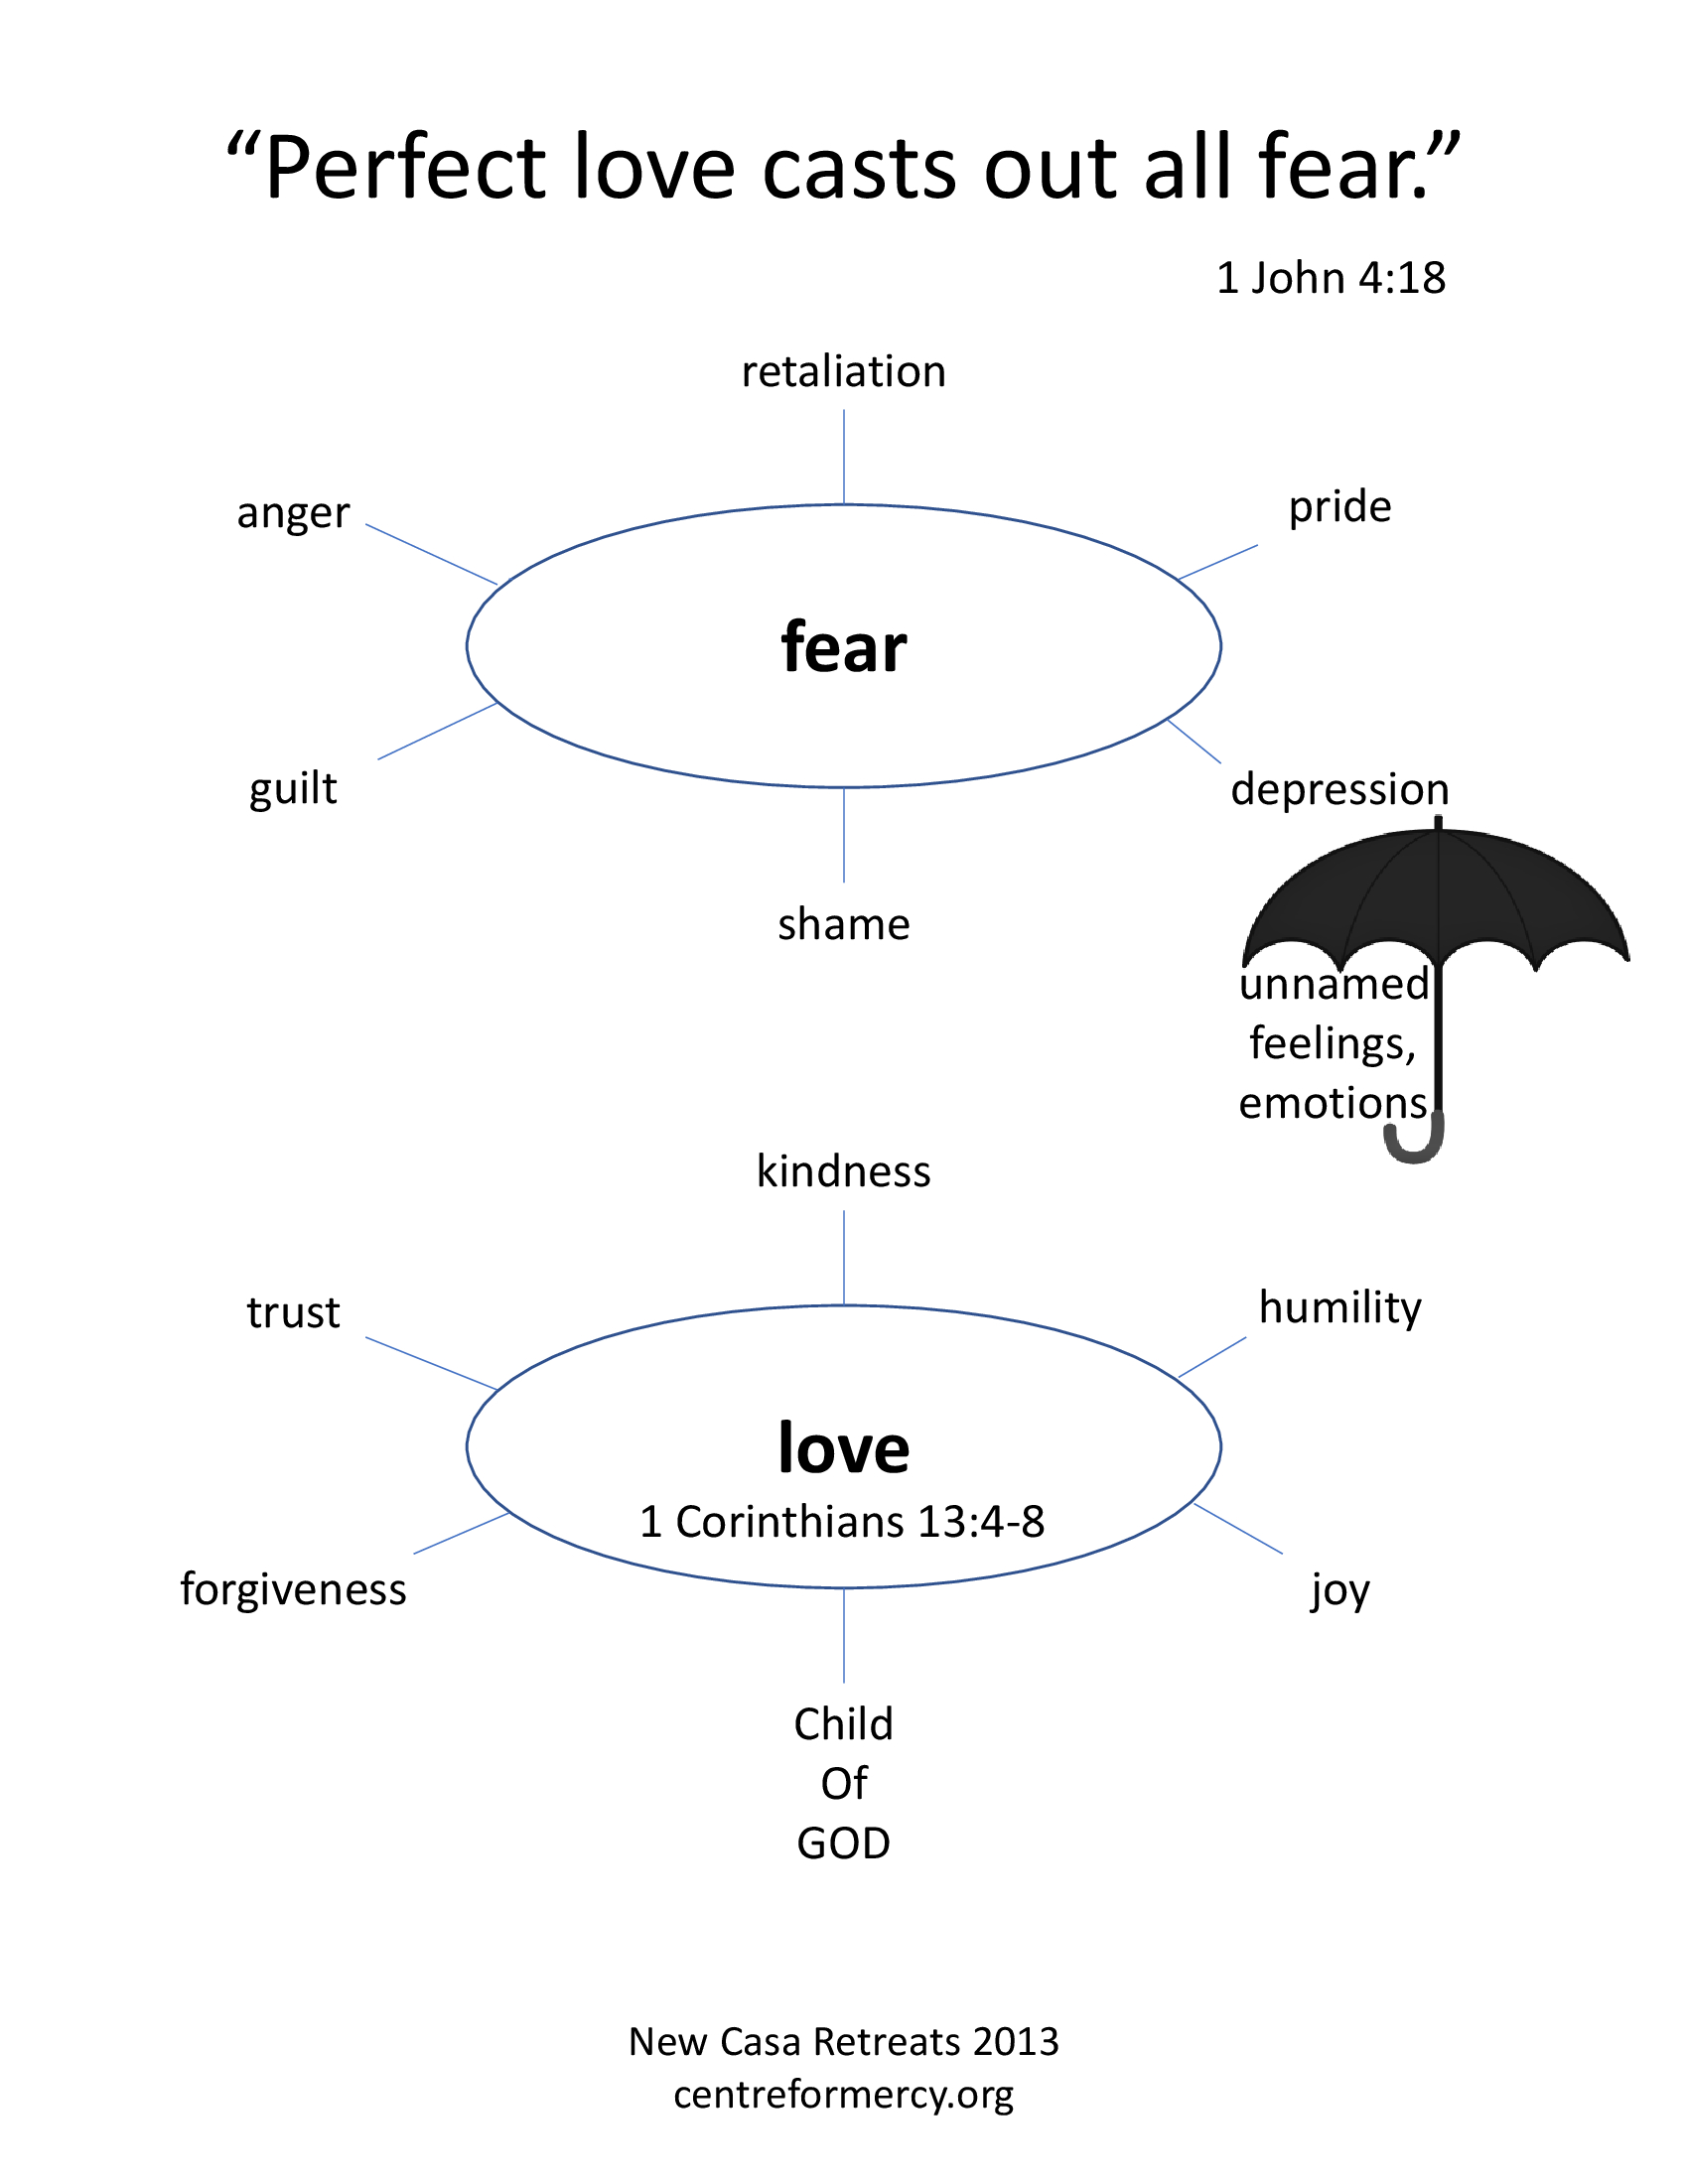 “Perfect love casts out all fear.”
1 John 4:18
retaliation
anger
pride
fear
guilt
depression
shame
unnamed
feelings,
emotions
kindness
trust
humility
love
1 Corinthians 13:4-8
forgiveness
joy
Child
Of
GOD
New Casa Retreats 2013
centreformercy.org